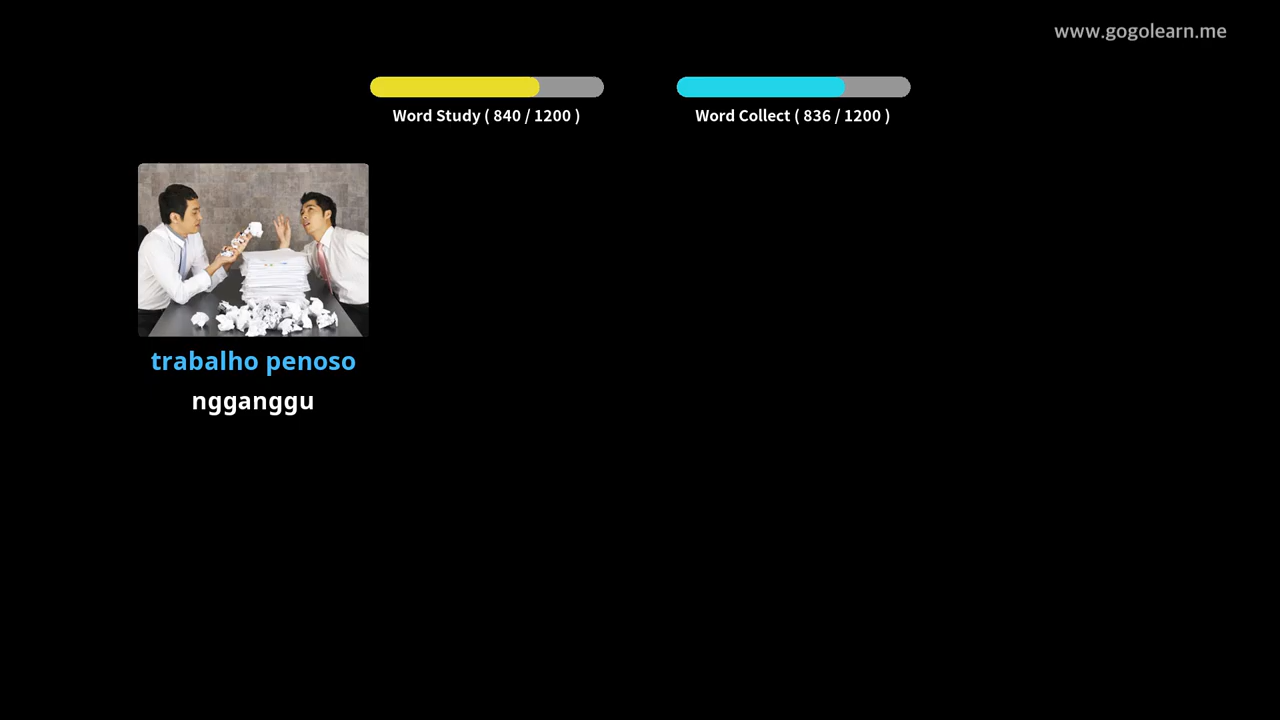 www.gogolearn.me
Word Study ( 840 / 1200 )
Word Collect ( 836 / 1200 )
trabalho penoso
ngganggu